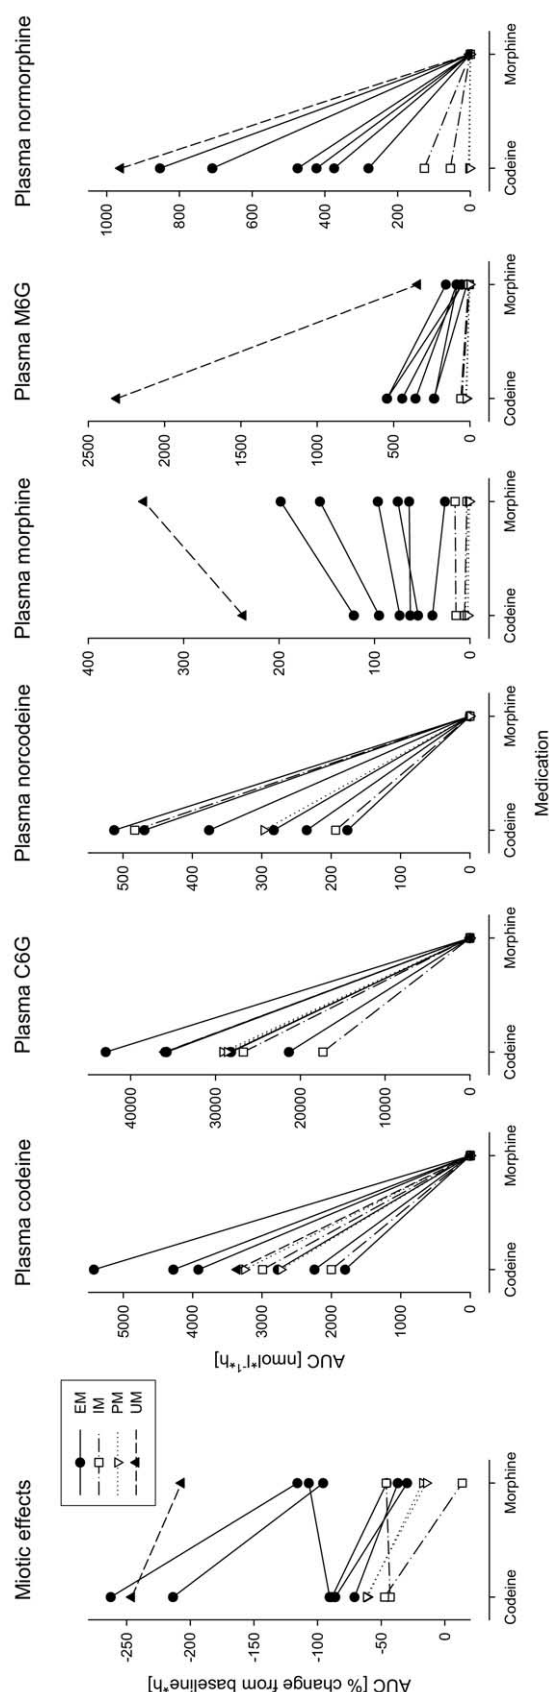 Miotic effects
AUC [% change from baseline*h]
-250
-200
-150
-100
-50
0
Codeine
Morphine
EM
IM
PM
UM
Plasma codeine
AUC [nmol*l⁻¹*h]
5000
4000
3000
2000
1000
0
Codeine
Morphine
Plasma C6G
40000
30000
20000
10000
0
Codeine
Morphine
Plasma norcodeine
500
400
300
200
100
0
Codeine
Morphine
Plasma morphine
400
300
200
100
0
Codeine
Morphine
Plasma M6G
2500
2000
1500
1000
500
0
Codeine
Morphine
Plasma normorphine
1000
800
600
400
200
0
Codeine
Morphine
Medication